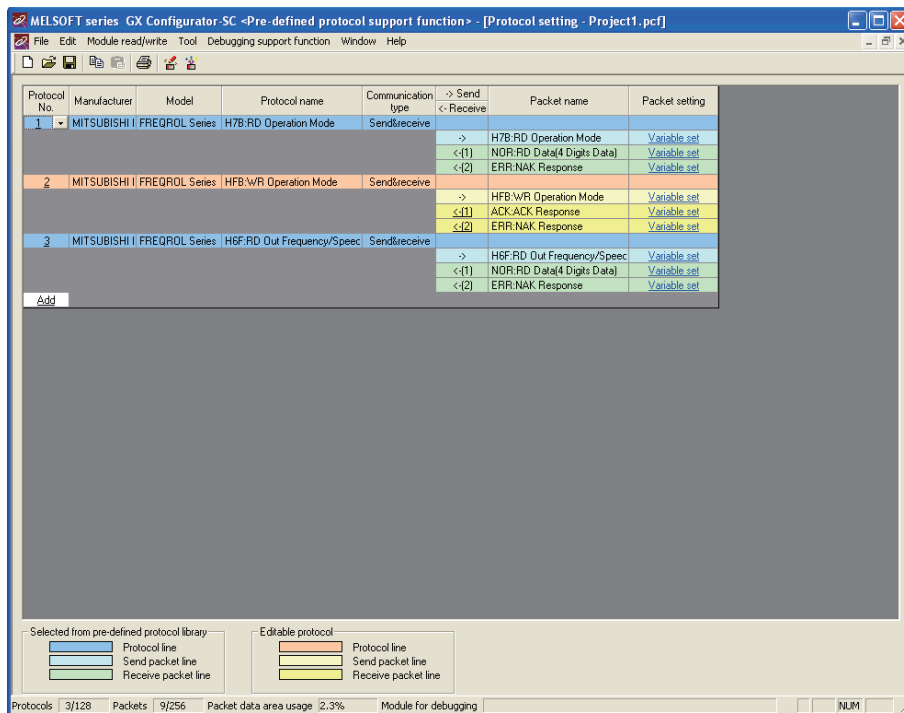 MELSOFT series GX Configurator-SC <Pre-defined protocol support function> - [Protocol setting - Project1.pcf]
File Edit Module read/write Tool Debugging support function Window Help
Protocol No. Manufacturer Model Protocol name Communication type -> Send <- Receive Packet name Packet setting
1 MITSUBISHI I FREQROL Series H7B:RD Operation Mode Send&receive
-> H7B:RD Operation Mode Variable set
<-(1) NOR:RD Data(4 Digits Data) Variable set
<-(2) ERR:NAK Response Variable set
2 MITSUBISHI I FREQROL Series HFB:WR Operation Mode Send&receive
-> HFB:WR Operation Mode Variable set
<-(1) ACK:ACK Response Variable set
<-(2) ERR:NAK Response Variable set
3 MITSUBISHI I FREQROL Series H6F:RD Out Frequency/Speec Send&receive
-> H6F:RD Out Frequency/Speec Variable set
<-(1) NOR:RD Data(4 Digits Data) Variable set
<-(2) ERR:NAK Response Variable set
Add
Selected from pre-defined protocol library
Protocol line
Send packet line
Receive packet line
Editable protocol
Protocol line
Send packet line
Receive packet line
Protocols 3/128 Packets 9/256 Packet data area usage 2.3% Module for debugging NUM